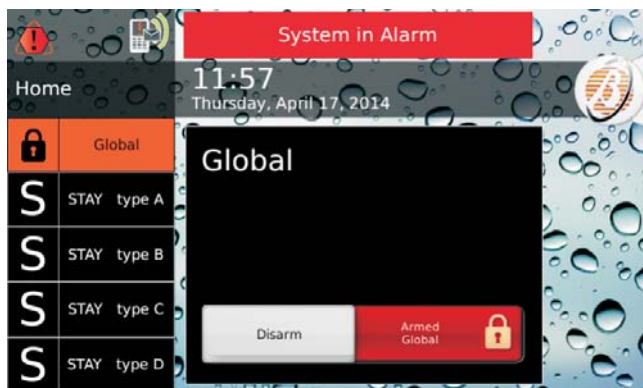 System in Alarm
Home
11:57
Thursday, April 17, 2014
Global
Global
S STAY type A
S STAY type B
S STAY type C
S STAY type D
Disarm
Armed
Global